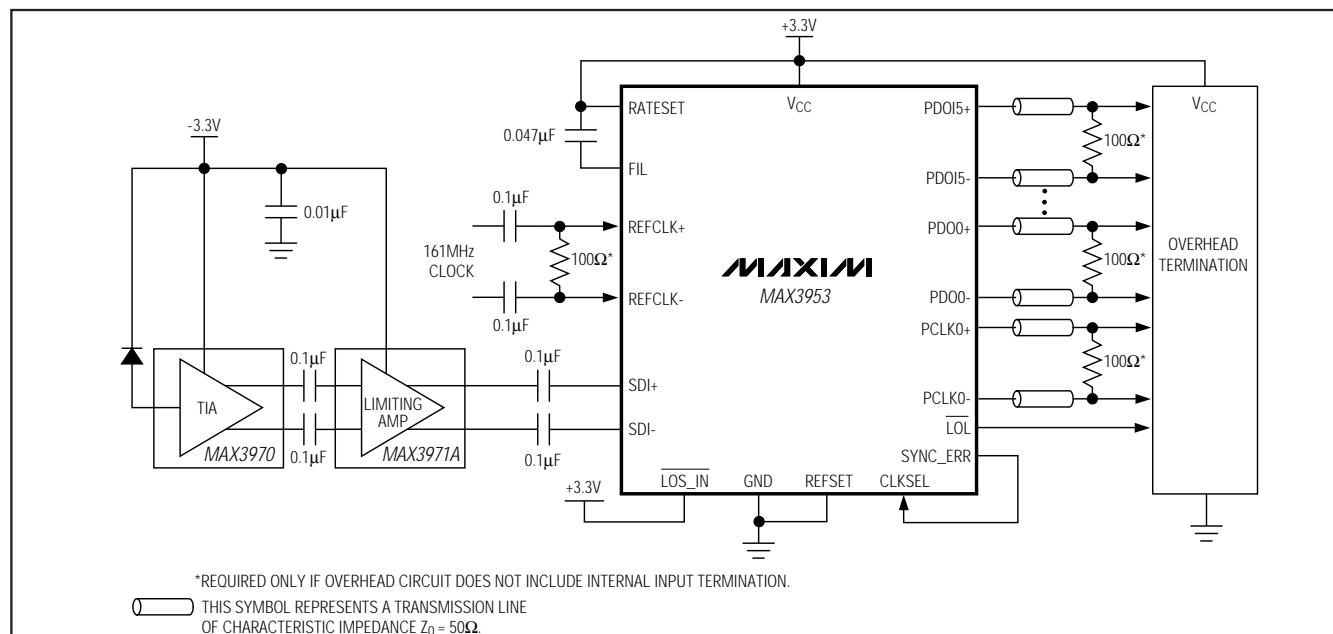 +3.3V
RATESET
VCC
PDOI5+
VCC
0.047µF
100Ω*
-3.3V
FIL
PDOI5-
0.01µF
0.1µF
REFCLK+
PDO0+
161MHz
CLOCK
100Ω*
MAXIM
MAX3953
100Ω*
OVERHEAD
TERMINATION
REFCLK-
PDO0-
0.1µF
PCLK0+
0.1µF
0.1µF
100Ω*
SDI+
PCLK0-
TIA
LIMITING
AMP
SDI-
LOL
MAX3970
MAX3971A
SYNC_ERR
0.1µF
0.1µF
+3.3V
LOS_IN
GND
REFSET
CLKSEL
*REQUIRED ONLY IF OVERHEAD CIRCUIT DOES NOT INCLUDE INTERNAL INPUT TERMINATION.
THIS SYMBOL REPRESENTS A TRANSMISSION LINE
OF CHARACTERISTIC IMPEDANCE Z0 = 50Ω.